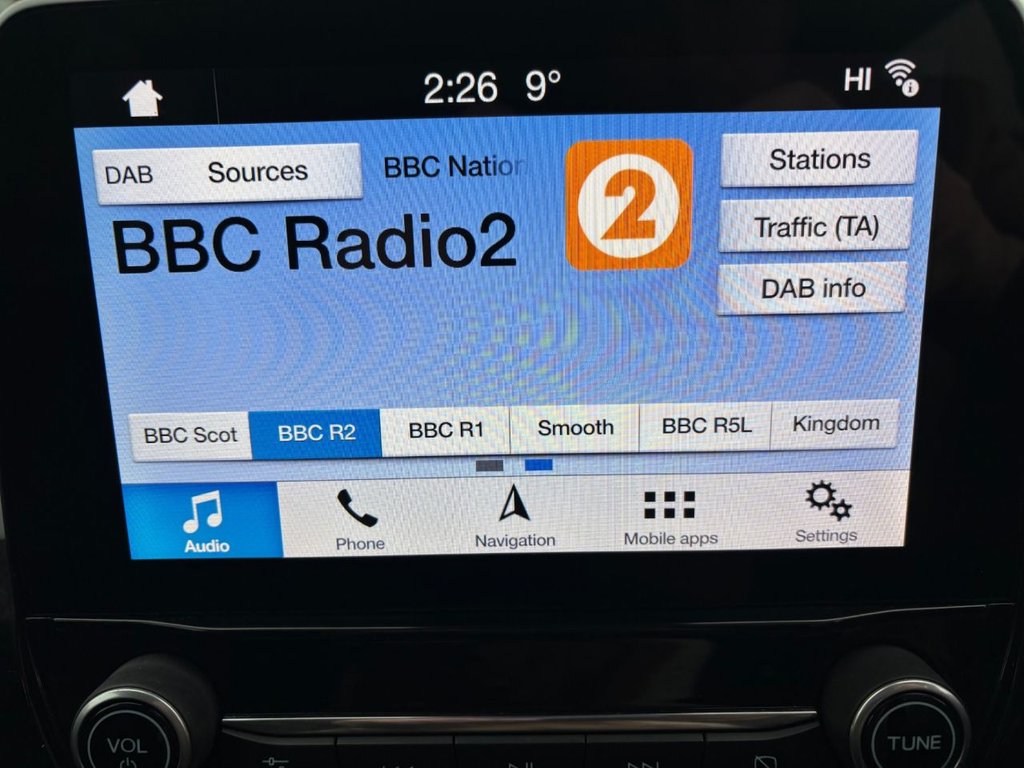 2:26 9° HI
DAB Sources
BBC Nation
2
Stations
BBC Radio2
Traffic (TA)
DAB info
BBC Scot BBC R2 BBC R1 Smooth BBC R5L Kingdom
Audio Phone Navigation Mobile apps Settings
VOL
TUNE